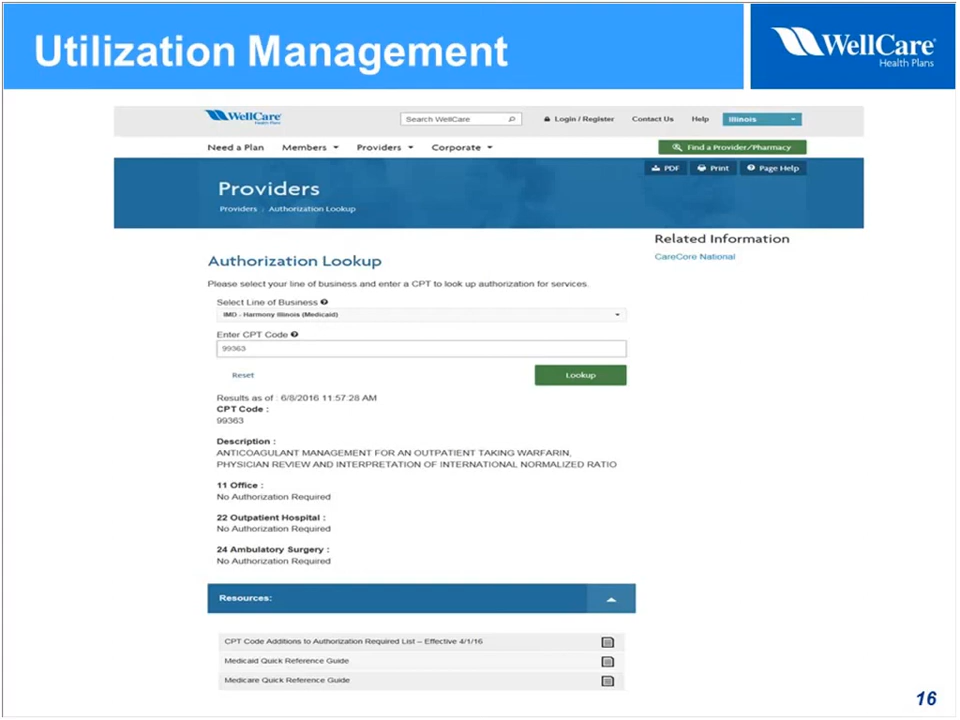 Utilization Management
WellCare
Health Plans
WellCare
Health Plans
Search WellCare
Login / Register
Contact Us
Help
Illinois
Need a Plan
Members
Providers
Corporate
Find a Provider/Pharmacy
PDF
Print
Page Help
Providers
Providers › Authorization Lookup
Related Information
CareCore National
Authorization Lookup
Please select your line of business and enter a CPT to look up authorization for services.
Select Line of Business
IMD - Harmony Illinois (Medicaid)
Enter CPT Code
99363
Reset
Lookup
Results as of : 6/8/2016 11:57:28 AM
CPT Code :
99363
Description :
ANTICOAGULANT MANAGEMENT FOR AN OUTPATIENT TAKING WARFARIN,
PHYSICIAN REVIEW AND INTERPRETATION OF INTERNATIONAL NORMALIZED RATIO
11 Office :
No Authorization Required
22 Outpatient Hospital :
No Authorization Required
24 Ambulatory Surgery :
No Authorization Required
Resources:
CPT Code Additions to Authorization Required List – Effective 4/1/16
Medicaid Quick Reference Guide
Medicare Quick Reference Guide
16